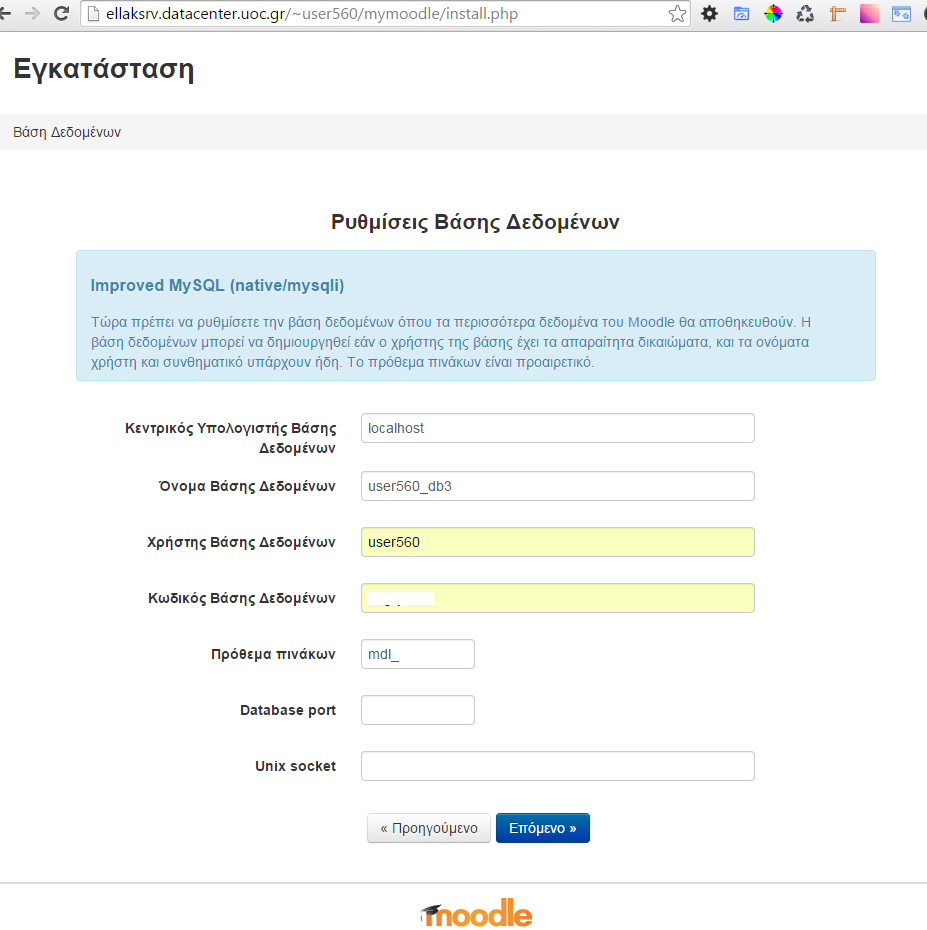 ellaksrv.datacenter.uoc.gr/~user560/mymoodle/install.php
Εγκατάσταση
Βάση Δεδομένων
Ρυθμίσεις Βάσης Δεδομένων
Improved MySQL (native/mysqli)
Τώρα πρέπει να ρυθμίσετε την βάση δεδομένων όπου τα περισσότερα δεδομένα του Moodle θα αποθηκευθούν. Η
βάση δεδομένων μπορεί να δημιουργηθεί εάν ο χρήστης της βάσης έχει τα απαραίτητα δικαιώματα, και τα ονόματα
χρήστη και συνθηματικό υπάρχουν ήδη. Το πρόθεμα πινάκων είναι προαιρετικό.
Κεντρικός Υπολογιστής Βάσης
Δεδομένων
localhost
Όνομα Βάσης Δεδομένων
user560_db3
Χρήστης Βάσης Δεδομένων
user560
Κωδικός Βάσης Δεδομένων
Πρόθεμα πινάκων
mdl_
Database port
Unix socket
« Προηγούμενο
Επόμενο »
moodle